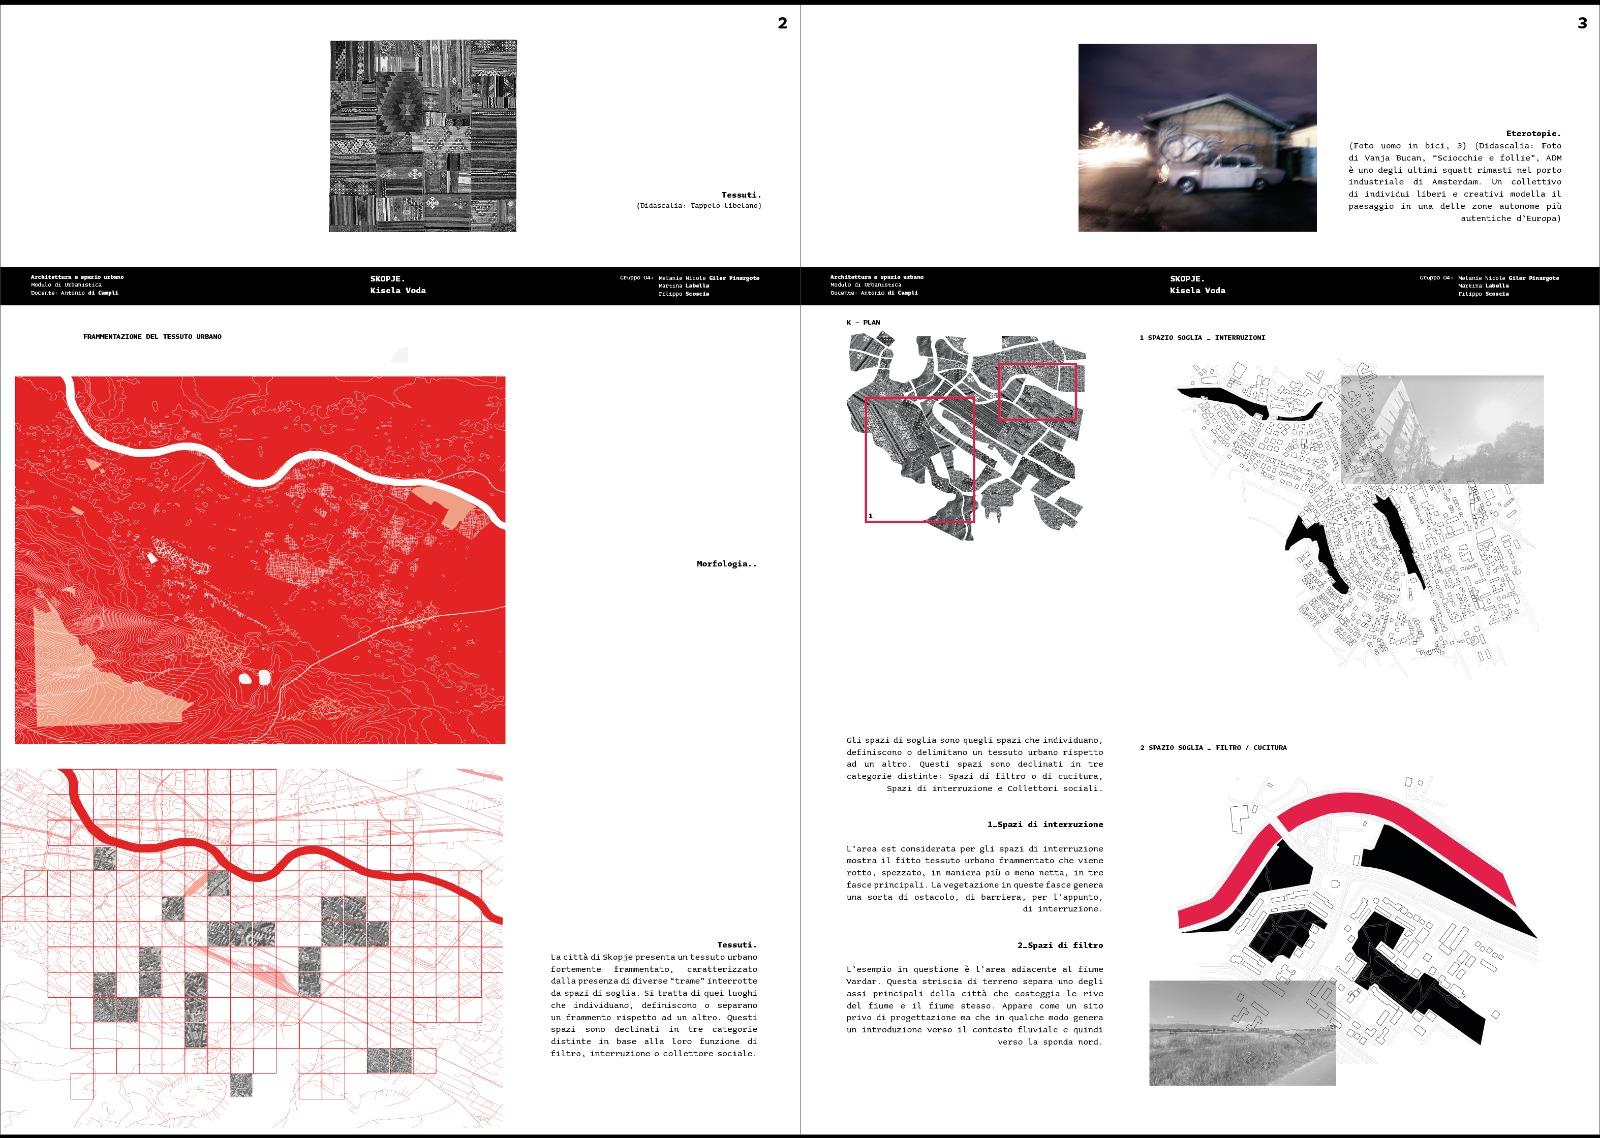 2
Tessuti.
(Didascalia: Tappeto tibetano)
Architettura e spazio urbano
Modulo di Urbanistica
Docente: Antonio di Campli
SKOPJE.
Kisela Voda
Gruppo 04: Melanie Nicole Giler Pinargote
Martina Labella
Filippo Scoscia
FRAMMENTAZIONE DEL TESSUTO URBANO
Morfologia..
Tessuti.
La città di Skopje presenta un tessuto urbano
fortemente frammentato, caratterizzato
dalla presenza di diverse "trame" interrotte
da spazi di soglia. Si tratta di quei luoghi
che individuano, definiscono o separano
un frammento rispetto ad un altro. Questi
spazi sono declinati in tre categorie
distinte in base alla loro funzione di
filtro, interruzione o collettore sociale.
3
Eterotopie.
(Foto uomo in bici, 3) (Didascalia: Foto
di Vanja Bucan, "Sciocchie e follie", ADM
è uno degli ultimi squatt rimasti nel porto
industriale di Amsterdam. Un collettivo
di individui liberi e creativi modella il
paesaggio in una delle zone autonome più
autentiche d'Europa)
Architettura e spazio urbano
Modulo di Urbanistica
Docente: Antonio di Campli
SKOPJE.
Kisela Voda
Gruppo 04: Melanie Nicole Giler Pinargote
Martina Labella
Filippo Scoscia
K - PLAN
1
1 SPAZIO SOGLIA _ INTERRUZIONI
Gli spazi di soglia sono quegli spazi che individuano,
definiscono o delimitano un tessuto urbano rispetto
ad un altro. Questi spazi sono declinati in tre
categorie distinte: Spazi di filtro o di cucitura,
Spazi di interruzione e Collettori sociali.
1_Spazi di interruzione
L'area est considerata per gli spazi di interruzione
mostra il fitto tessuto urbano frammentato che viene
rotto, spezzato, in maniera più o meno netta, in tre
fasce principali. La vegetazione in queste fasce genera
una sorta di ostacolo, di barriera, per l'appunto,
di interruzione.
2_Spazi di filtro
L'esempio in questione è l'area adiacente al fiume
Vardar. Questa striscia di terreno separa uno degli
assi principali della città che costeggia le rive
del fiume e il fiume stesso. Appare come un sito
privo di progettazione ma che in qualche modo genera
un introduzione verso il contesto fluviale e quindi
verso la sponda nord.
2 SPAZIO SOGLIA _ FILTRO / CUCITURA